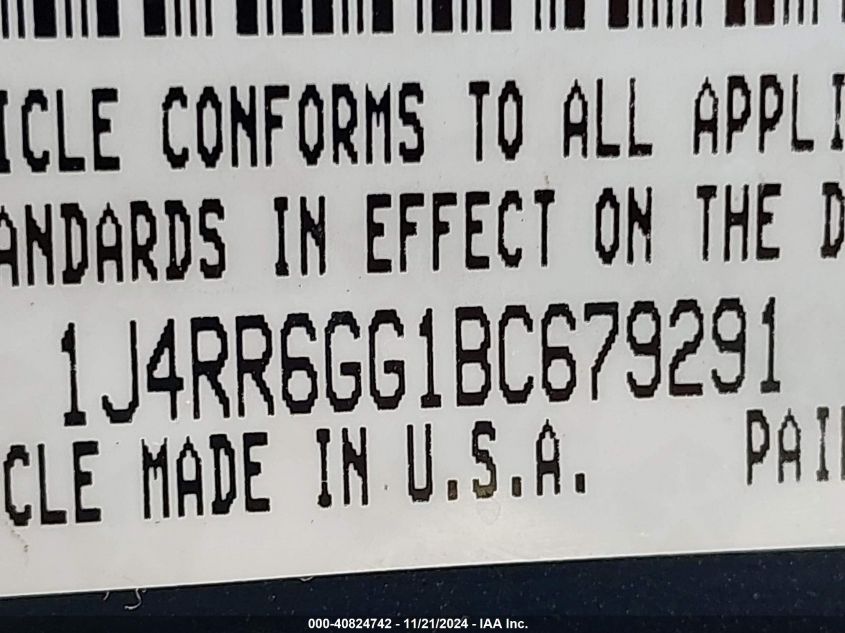 ICLE CONFORMS TO ALL APPLI
ANDARDS IN EFFECT ON THE D
1J4RR6GG1BC679291
CLE MADE IN U.S.A. PAI
000-40824742 - 11/21/2024 - IAA Inc.